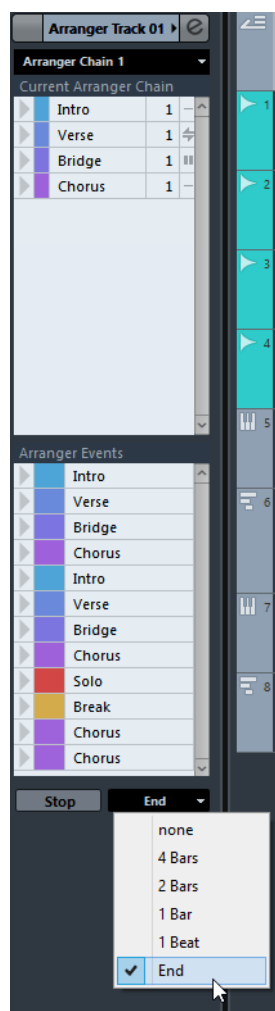 Arranger Track 01
Arranger Chain 1
Current Arranger Chain
Intro 1
Verse 1
Bridge 1
Chorus 1
Arranger Events
Intro
Verse
Bridge
Chorus
Intro
Verse
Bridge
Chorus
Solo
Break
Chorus
Chorus
Stop End
none
4 Bars
2 Bars
1 Bar
1 Beat
End
1
2
3
4
5
6
7
8